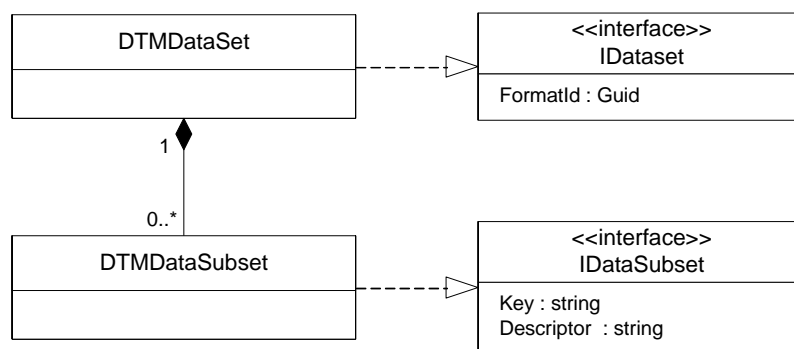 DTMDataSet
<<interface>>
IDataset
FormatId : Guid
1
0..*
DTMDataSubset
<<interface>>
IDataSubset
Key : string
Descriptor : string